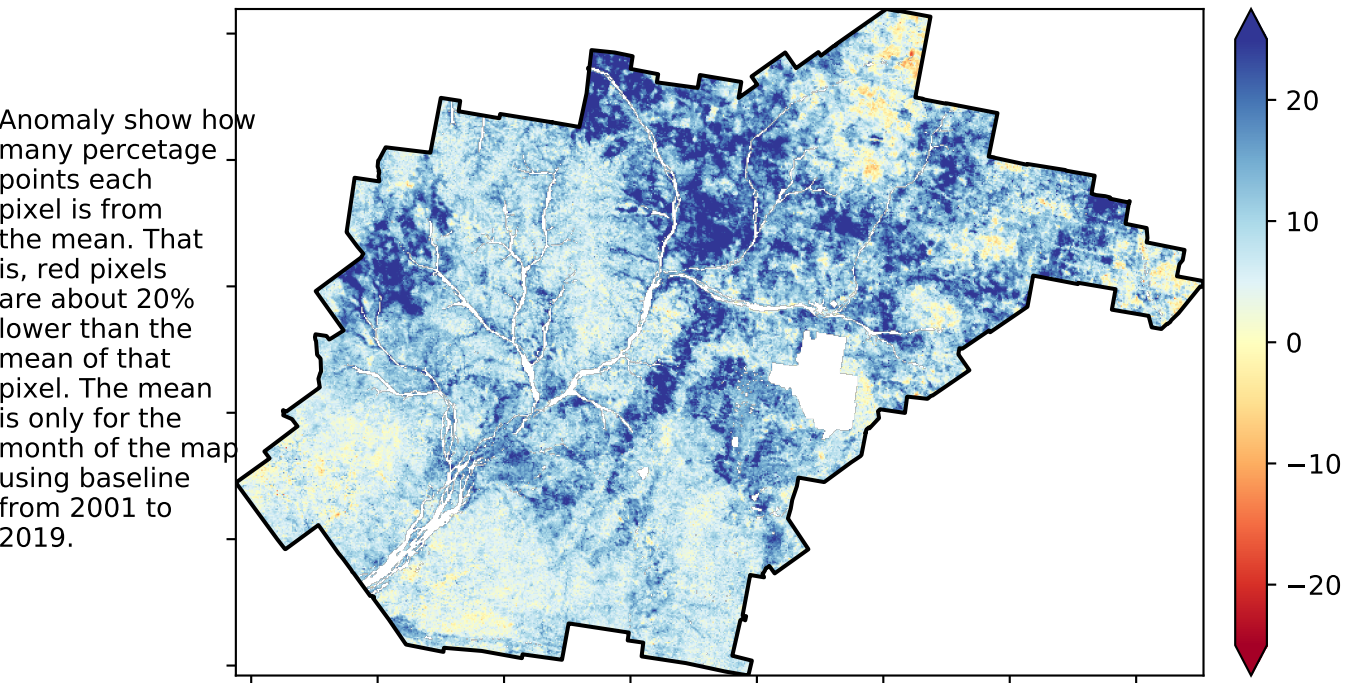 Anomaly show how
many percetage
points each
pixel is from
the mean. That
is, red pixels
are about 20%
lower than the
mean of that
pixel. The mean
is only for the
month of the map
using baseline
from 2001 to
2019.
20
10
0
−10
−20